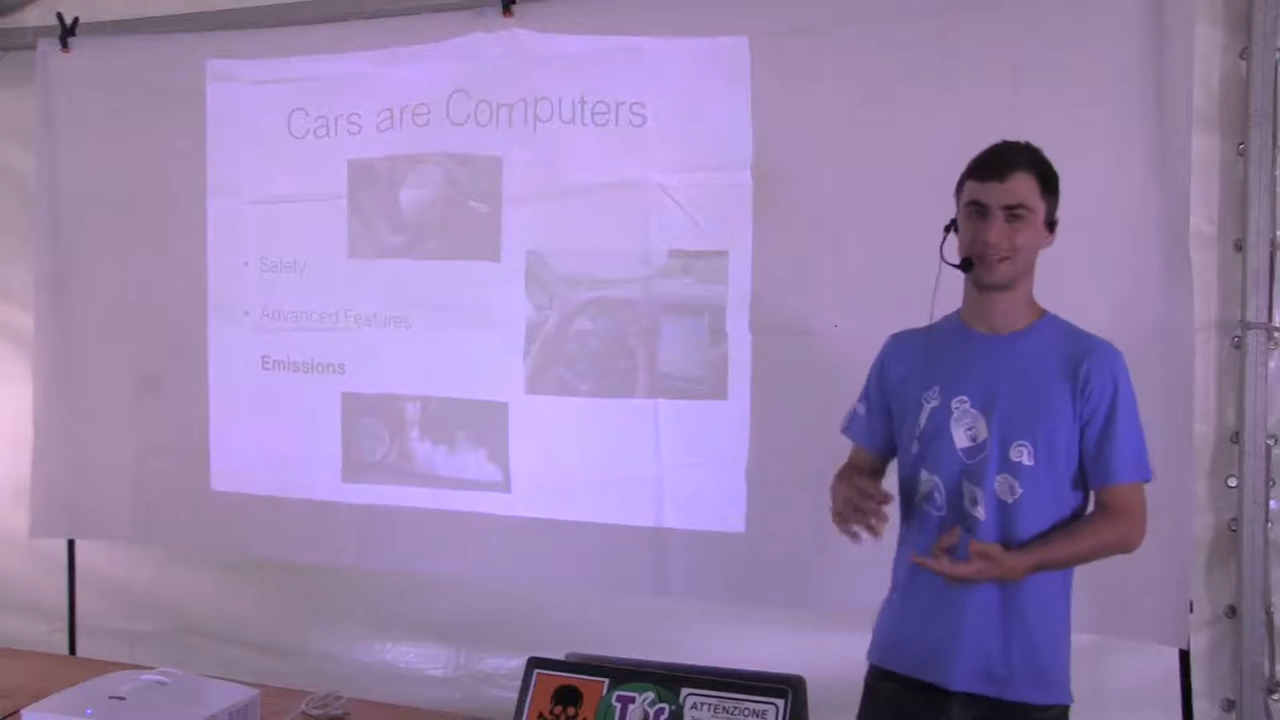 Cars are Computers
• Safety
• Advanced Features
Emissions
ATTENZIONE